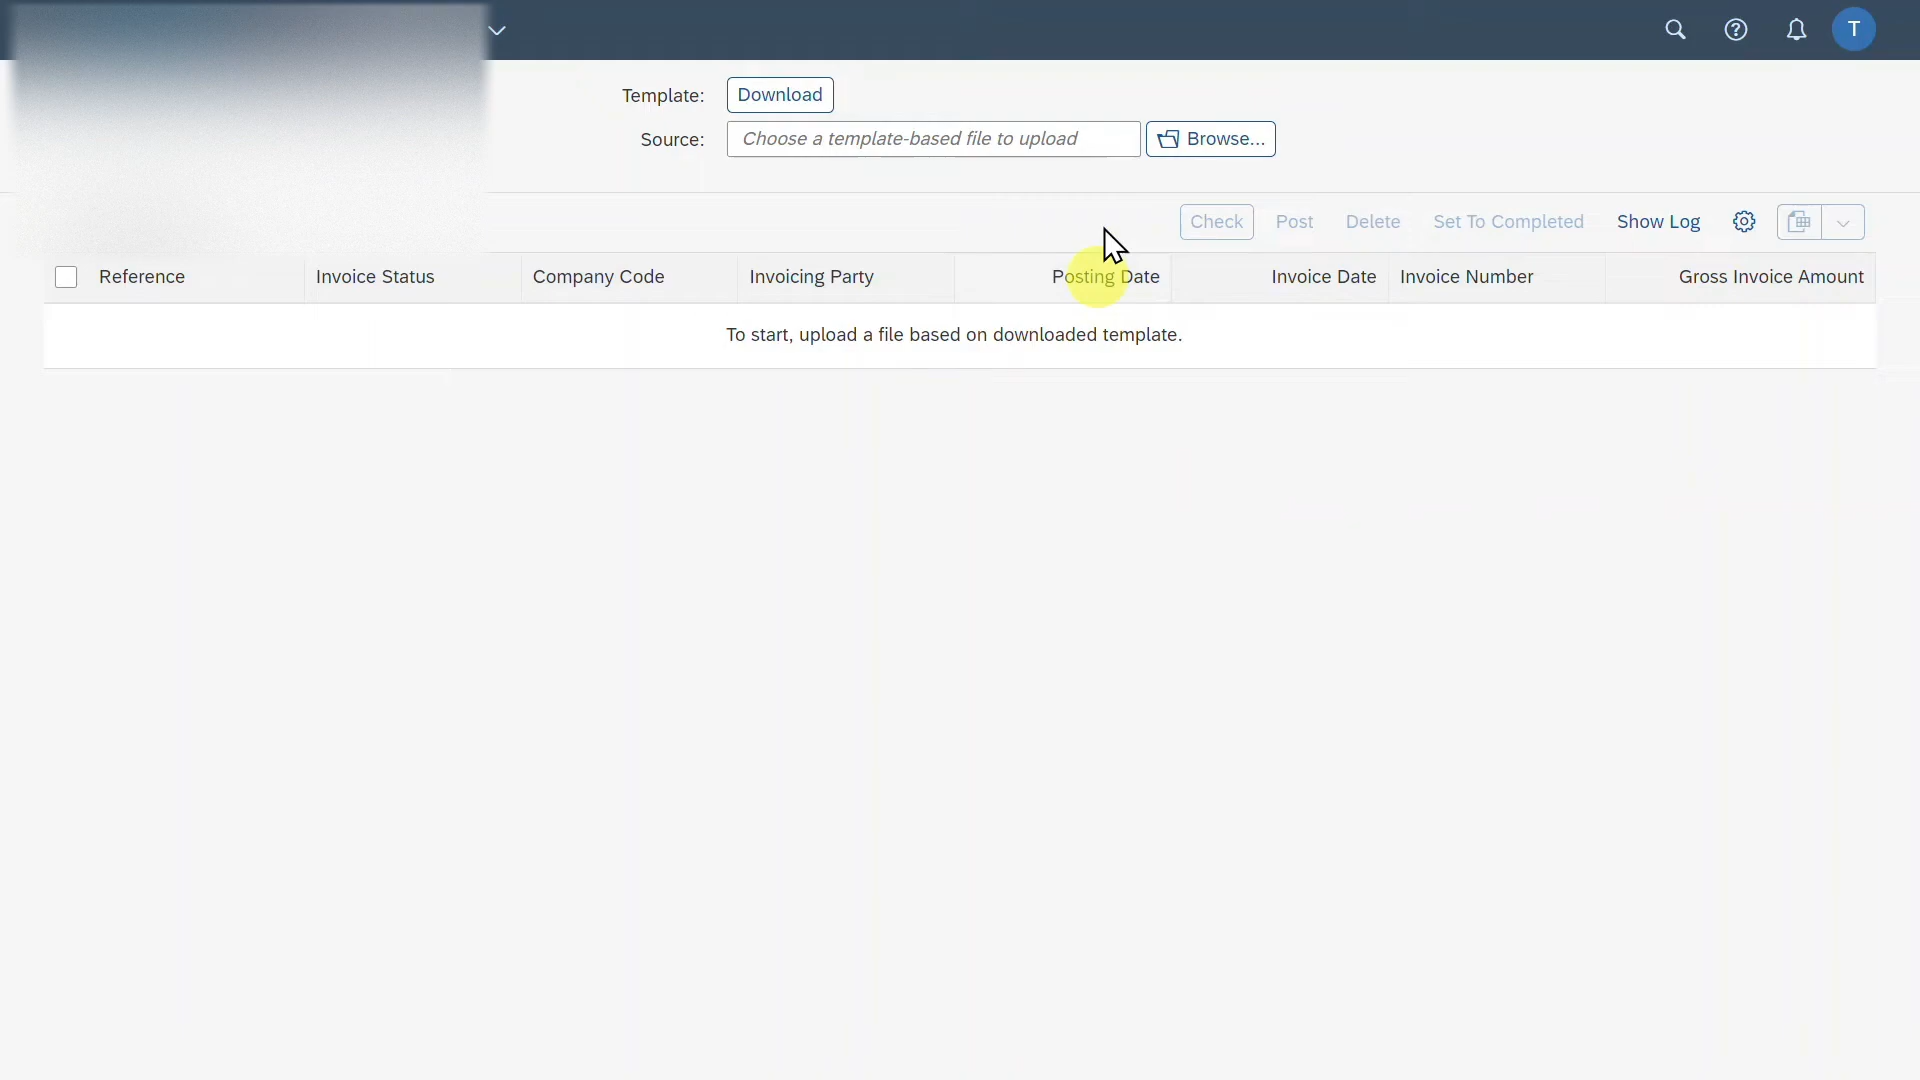 T
Template: Download
Source: Choose a template-based file to upload Browse...
Check Post Delete Set To Completed Show Log
Reference Invoice Status Company Code Invoicing Party Posting Date Invoice Date Invoice Number Gross Invoice Amount
To start, upload a file based on downloaded template.